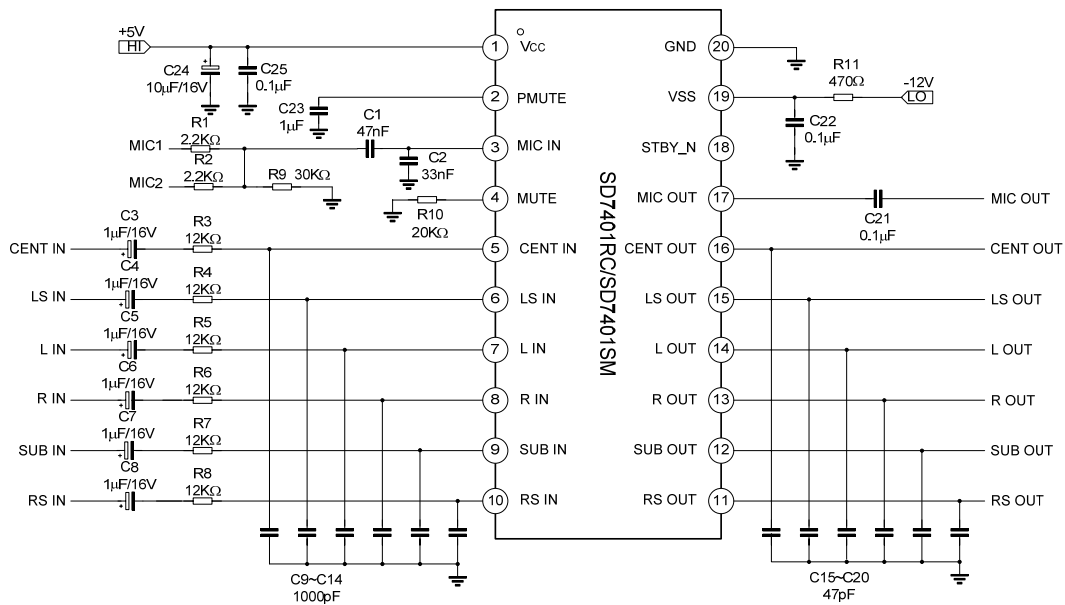 +5V
HI
C24
10μF/16V
C25
0.1μF
1
Vcc
20
GND
R11
470Ω
-12V
LO
2
PMUTE
C23
1μF
19
VSS
C22
0.1μF
MIC1
R1
2.2KΩ
C1
47nF
3
MIC IN
18
STBY_N
MIC2
R2
2.2KΩ
R9 30KΩ
C2
33nF
4
MUTE
R10
20KΩ
17
MIC OUT
C21
0.1μF
MIC OUT
CENT IN
C3
1μF/16V
R3
12KΩ
5
CENT IN
16
CENT OUT
CENT OUT
LS IN
C4
1μF/16V
R4
12KΩ
6
LS IN
15
LS OUT
LS OUT
L IN
C5
1μF/16V
R5
12KΩ
7
L IN
14
L OUT
L OUT
R IN
C6
1μF/16V
R6
12KΩ
8
R IN
13
R OUT
R OUT
SUB IN
C7
1μF/16V
R7
12KΩ
9
SUB IN
12
SUB OUT
SUB OUT
RS IN
C8
1μF/16V
R8
12KΩ
10
RS IN
11
RS OUT
RS OUT
SD7401RC/SD7401SM
C9~C14
1000pF
C15~C20
47pF